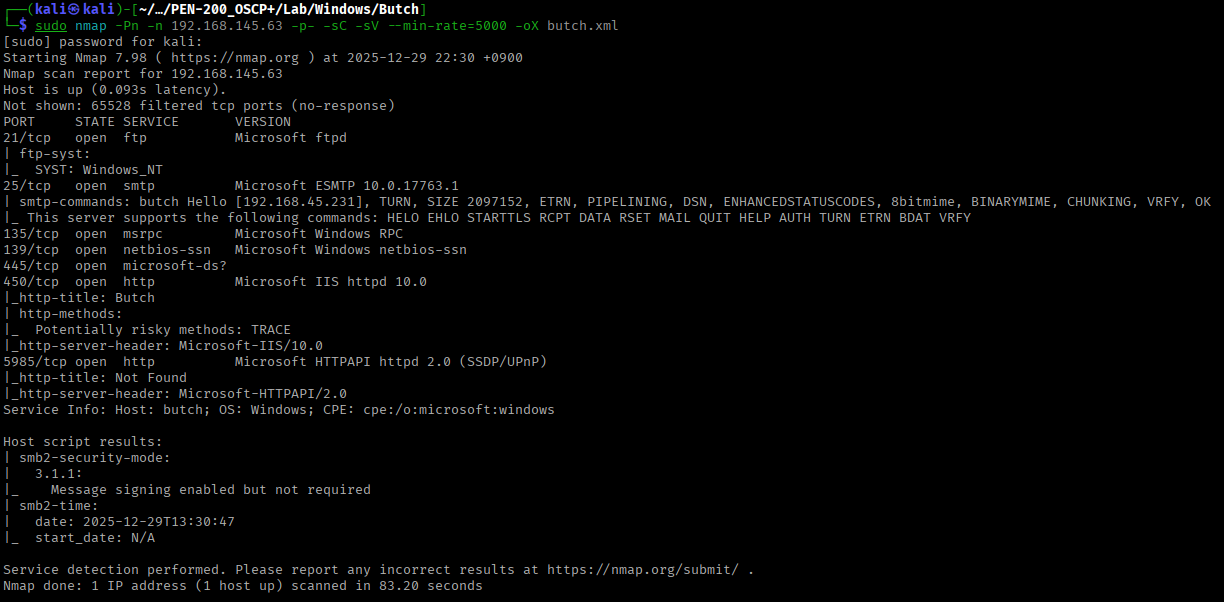 ┌──(kali㉿kali)-[~/…/PEN-200_OSCP+/Lab/Windows/Butch]
└─$ sudo nmap -Pn -n 192.168.145.63 -p- -sC -sV --min-rate=5000 -oX butch.xml
[sudo] password for kali:
Starting Nmap 7.98 ( https://nmap.org ) at 2025-12-29 22:30 +0900
Nmap scan report for 192.168.145.63
Host is up (0.093s latency).
Not shown: 65528 filtered tcp ports (no-response)
PORT     STATE SERVICE       VERSION
21/tcp   open  ftp           Microsoft ftpd
| ftp-syst:
|_  SYST: Windows_NT
25/tcp   open  smtp          Microsoft ESMTP 10.0.17763.1
| smtp-commands: butch Hello [192.168.45.231], TURN, SIZE 2097152, ETRN, PIPELINING, DSN, ENHANCEDSTATUSCODES, 8bitmime, BINARYMIME, CHUNKING, VRFY, OK
|_ This server supports the following commands: HELO EHLO STARTTLS RCPT DATA RSET MAIL QUIT HELP AUTH TURN ETRN BDAT VRFY
135/tcp  open  msrpc         Microsoft Windows RPC
139/tcp  open  netbios-ssn   Microsoft Windows netbios-ssn
445/tcp  open  microsoft-ds?
450/tcp  open  http          Microsoft IIS httpd 10.0
|_http-title: Butch
| http-methods:
|_  Potentially risky methods: TRACE
|_http-server-header: Microsoft-IIS/10.0
5985/tcp open  http          Microsoft HTTPAPI httpd 2.0 (SSDP/UPnP)
|_http-title: Not Found
|_http-server-header: Microsoft-HTTPAPI/2.0
Service Info: Host: butch; OS: Windows; CPE: cpe:/o:microsoft:windows

Host script results:
| smb2-security-mode:
|   3.1.1:
|_    Message signing enabled but not required
| smb2-time:
|   date: 2025-12-29T13:30:47
|_  start_date: N/A

Service detection performed. Please report any incorrect results at https://nmap.org/submit/ .
Nmap done: 1 IP address (1 host up) scanned in 83.20 seconds